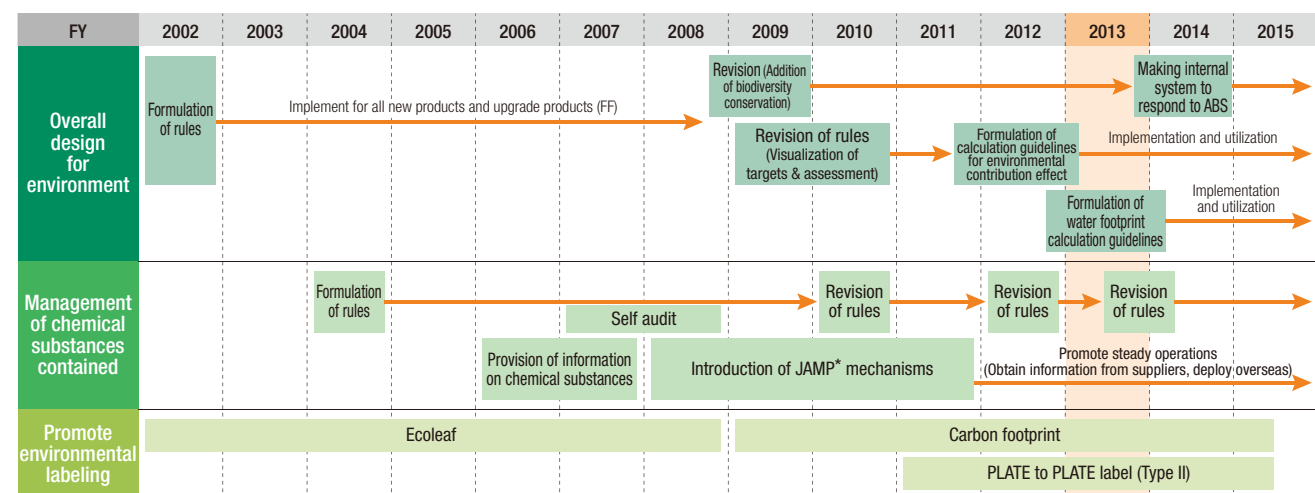 FY 2002 2003 2004 2005 2006 2007 2008 2009 2010 2011 2012 2013 2014 2015
Overall
design
for
environment
Formulation
of rules
Implement for all new products and upgrade products (FF)
Revision (Addition
of biodiversity
conservation)
Making internal
system to
respond to ABS
Revision of rules
(Visualization of
targets & assessment)
Formulation of
calculation guidelines
for environmental
contribution effect
Implementation and utilization
Formulation of
water footprint
calculation guidelines
Implementation
and utilization
Management
of chemical
substances
contained
Formulation
of rules
Revision
of rules
Revision
of rules
Revision
of rules
Self audit
Provision of information
on chemical substances
Introduction of JAMP* mechanisms
Promote steady operations
(Obtain information from suppliers, deploy overseas)
Promote
environmental
labeling
Ecoleaf
Carbon footprint
PLATE to PLATE label (Type II)